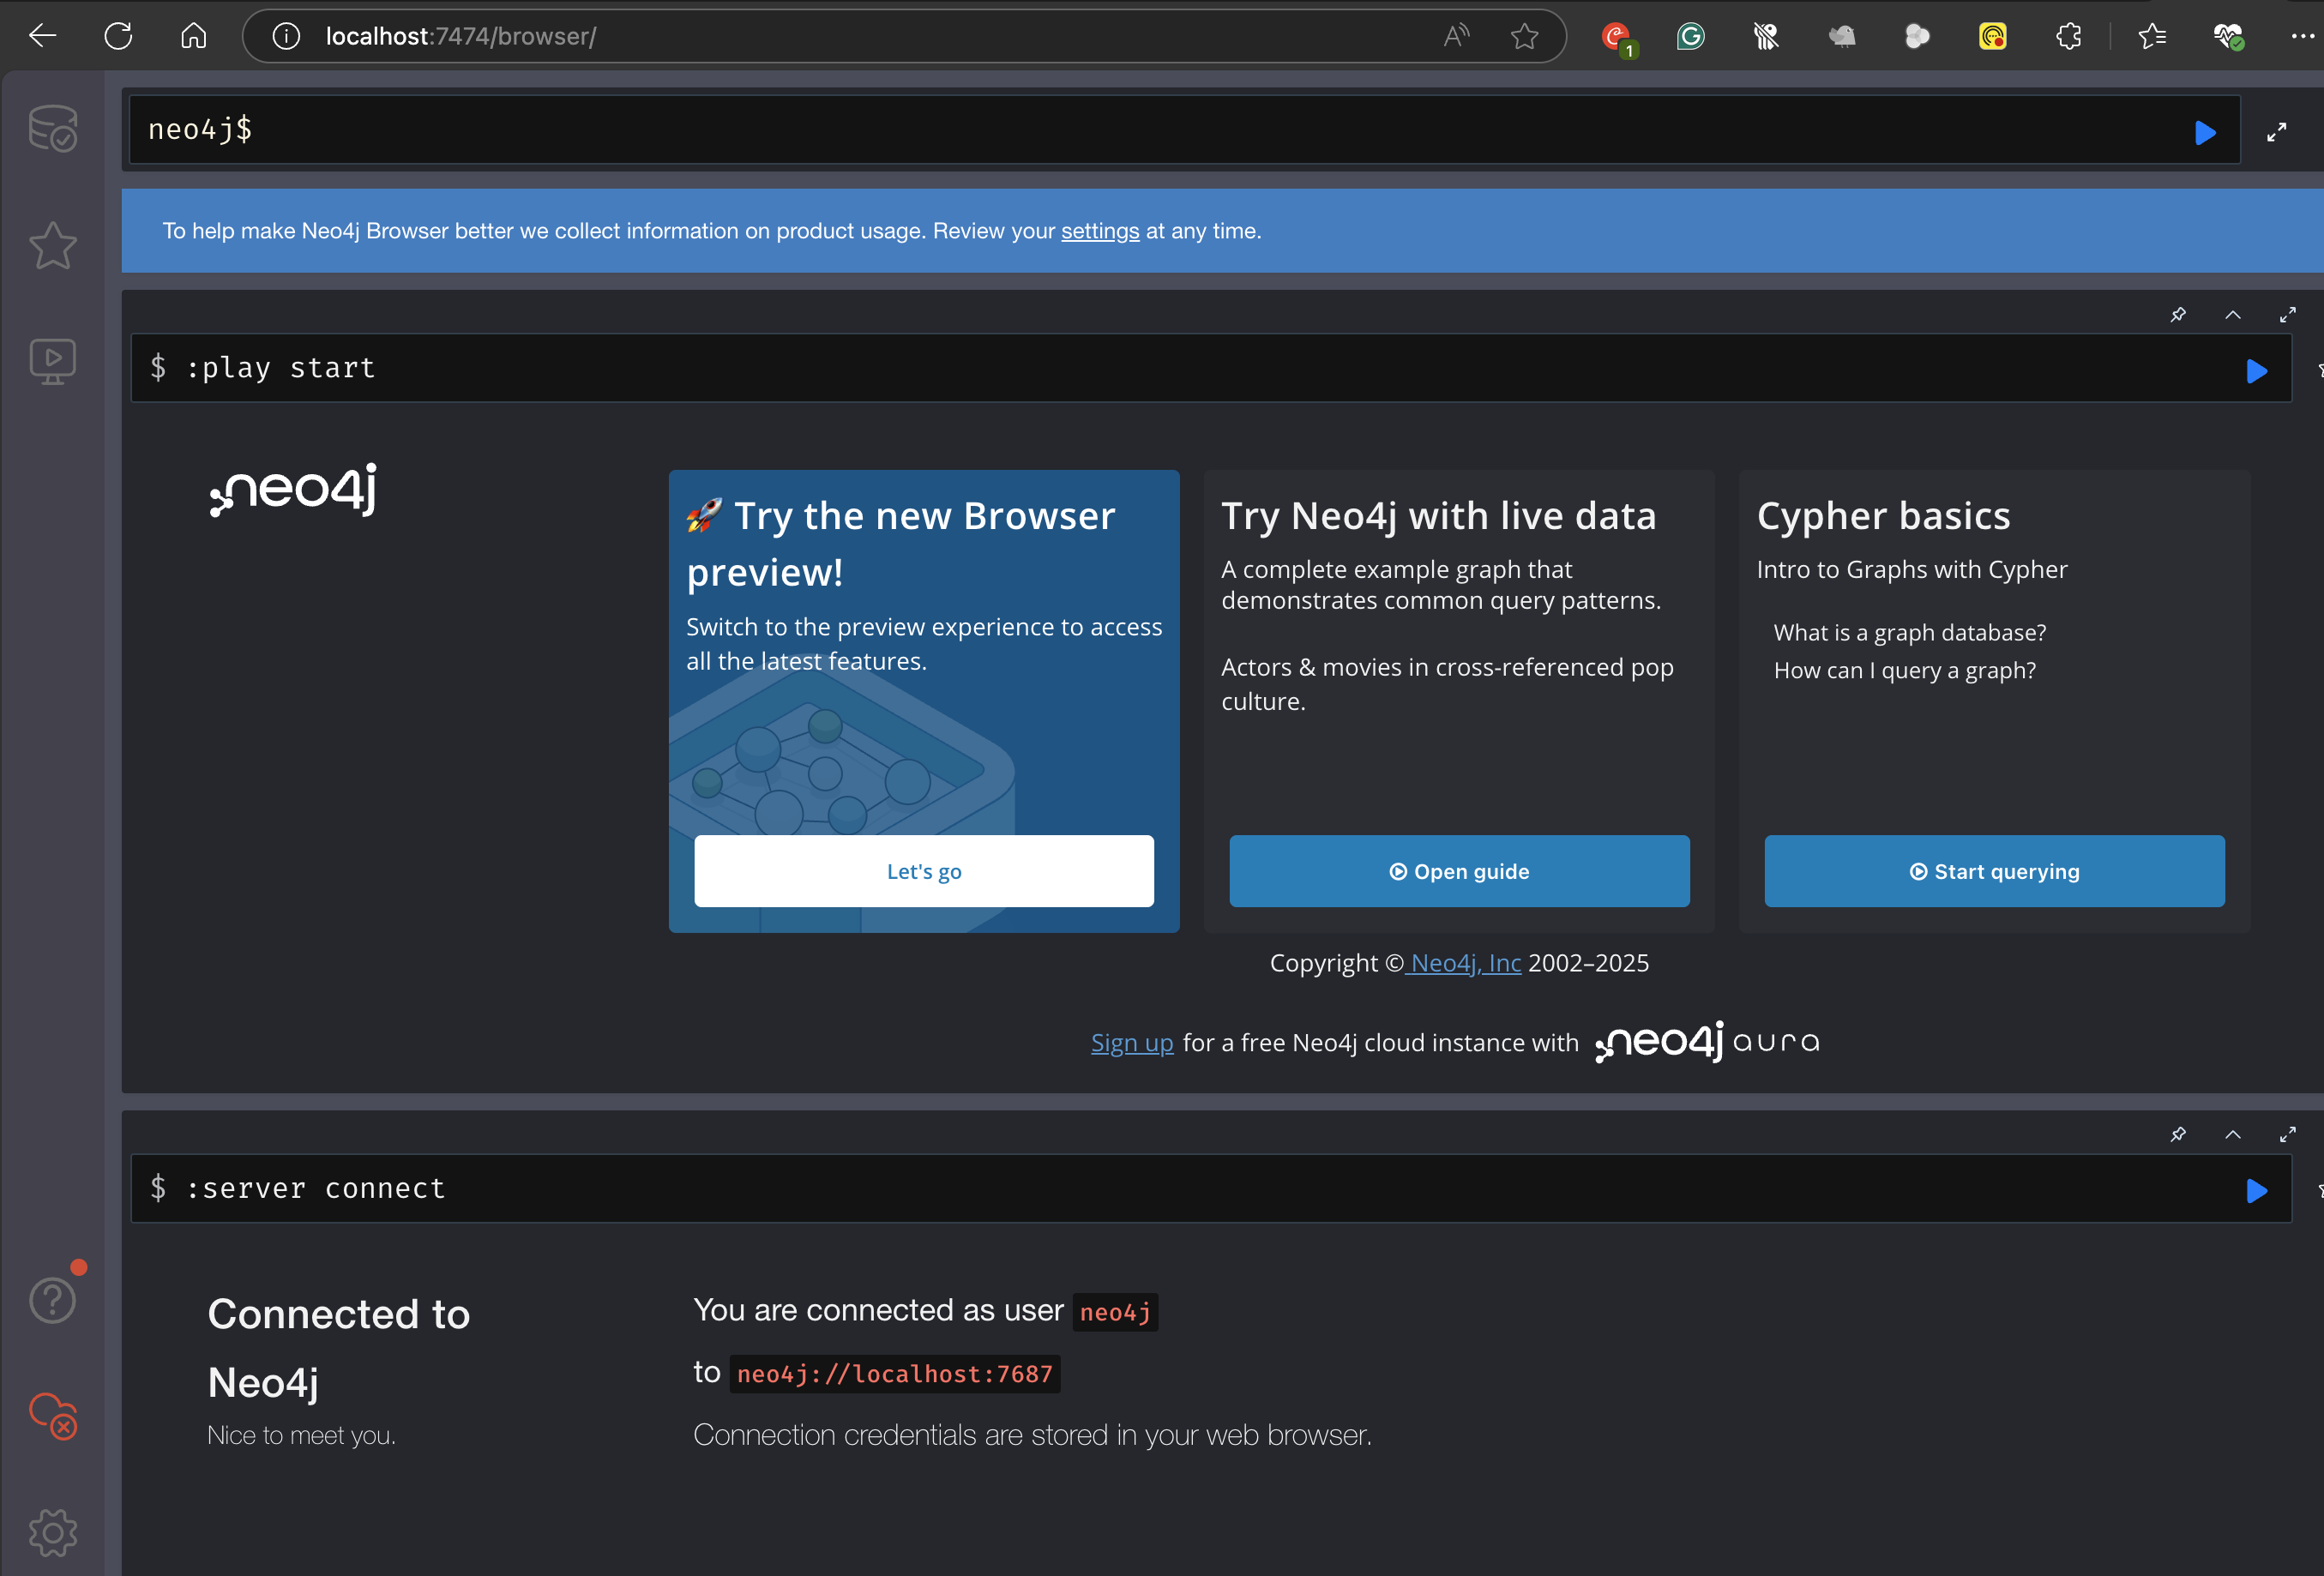 localhost:7474/browser/
1
neo4j$
To help make Neo4j Browser better we collect information on product usage. Review your settings at any time.
$ :play start
neo4j
🚀 Try the new Browser
preview!
Switch to the preview experience to access
all the latest features.
Let's go
Try Neo4j with live data
A complete example graph that
demonstrates common query patterns.
Actors & movies in cross-referenced pop
culture.
Open guide
Cypher basics
Intro to Graphs with Cypher
What is a graph database?
How can I query a graph?
Start querying
Copyright © Neo4j, Inc 2002–2025
Sign up for a free Neo4j cloud instance with neo4j aura
$ :server connect
Connected to
Neo4j
Nice to meet you.
You are connected as user neo4j
to neo4j://localhost:7687
Connection credentials are stored in your web browser.